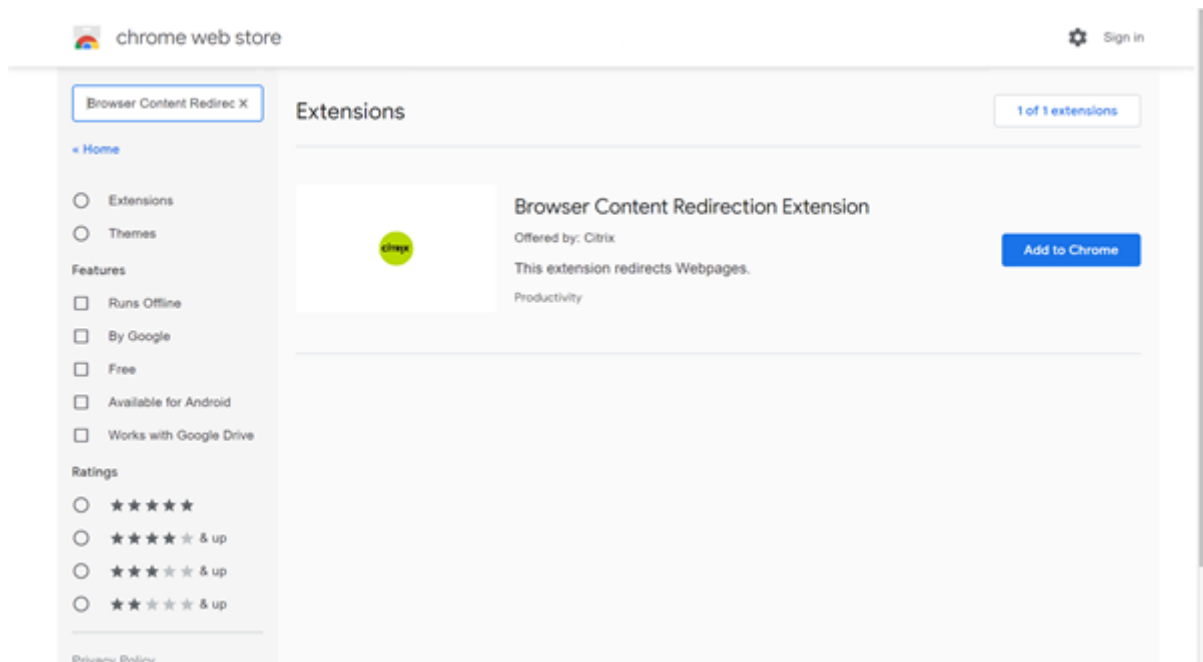 chrome web store
Sign in
Browser Content Redirec ×
Extensions
1 of 1 extensions
« Home
Extensions
Themes
Features
Runs Offline
By Google
Free
Available for Android
Works with Google Drive
Ratings
& up
& up
& up
Privacy Policy
citrix
Browser Content Redirection Extension
Offered by: Citrix
This extension redirects Webpages.
Productivity
Add to Chrome